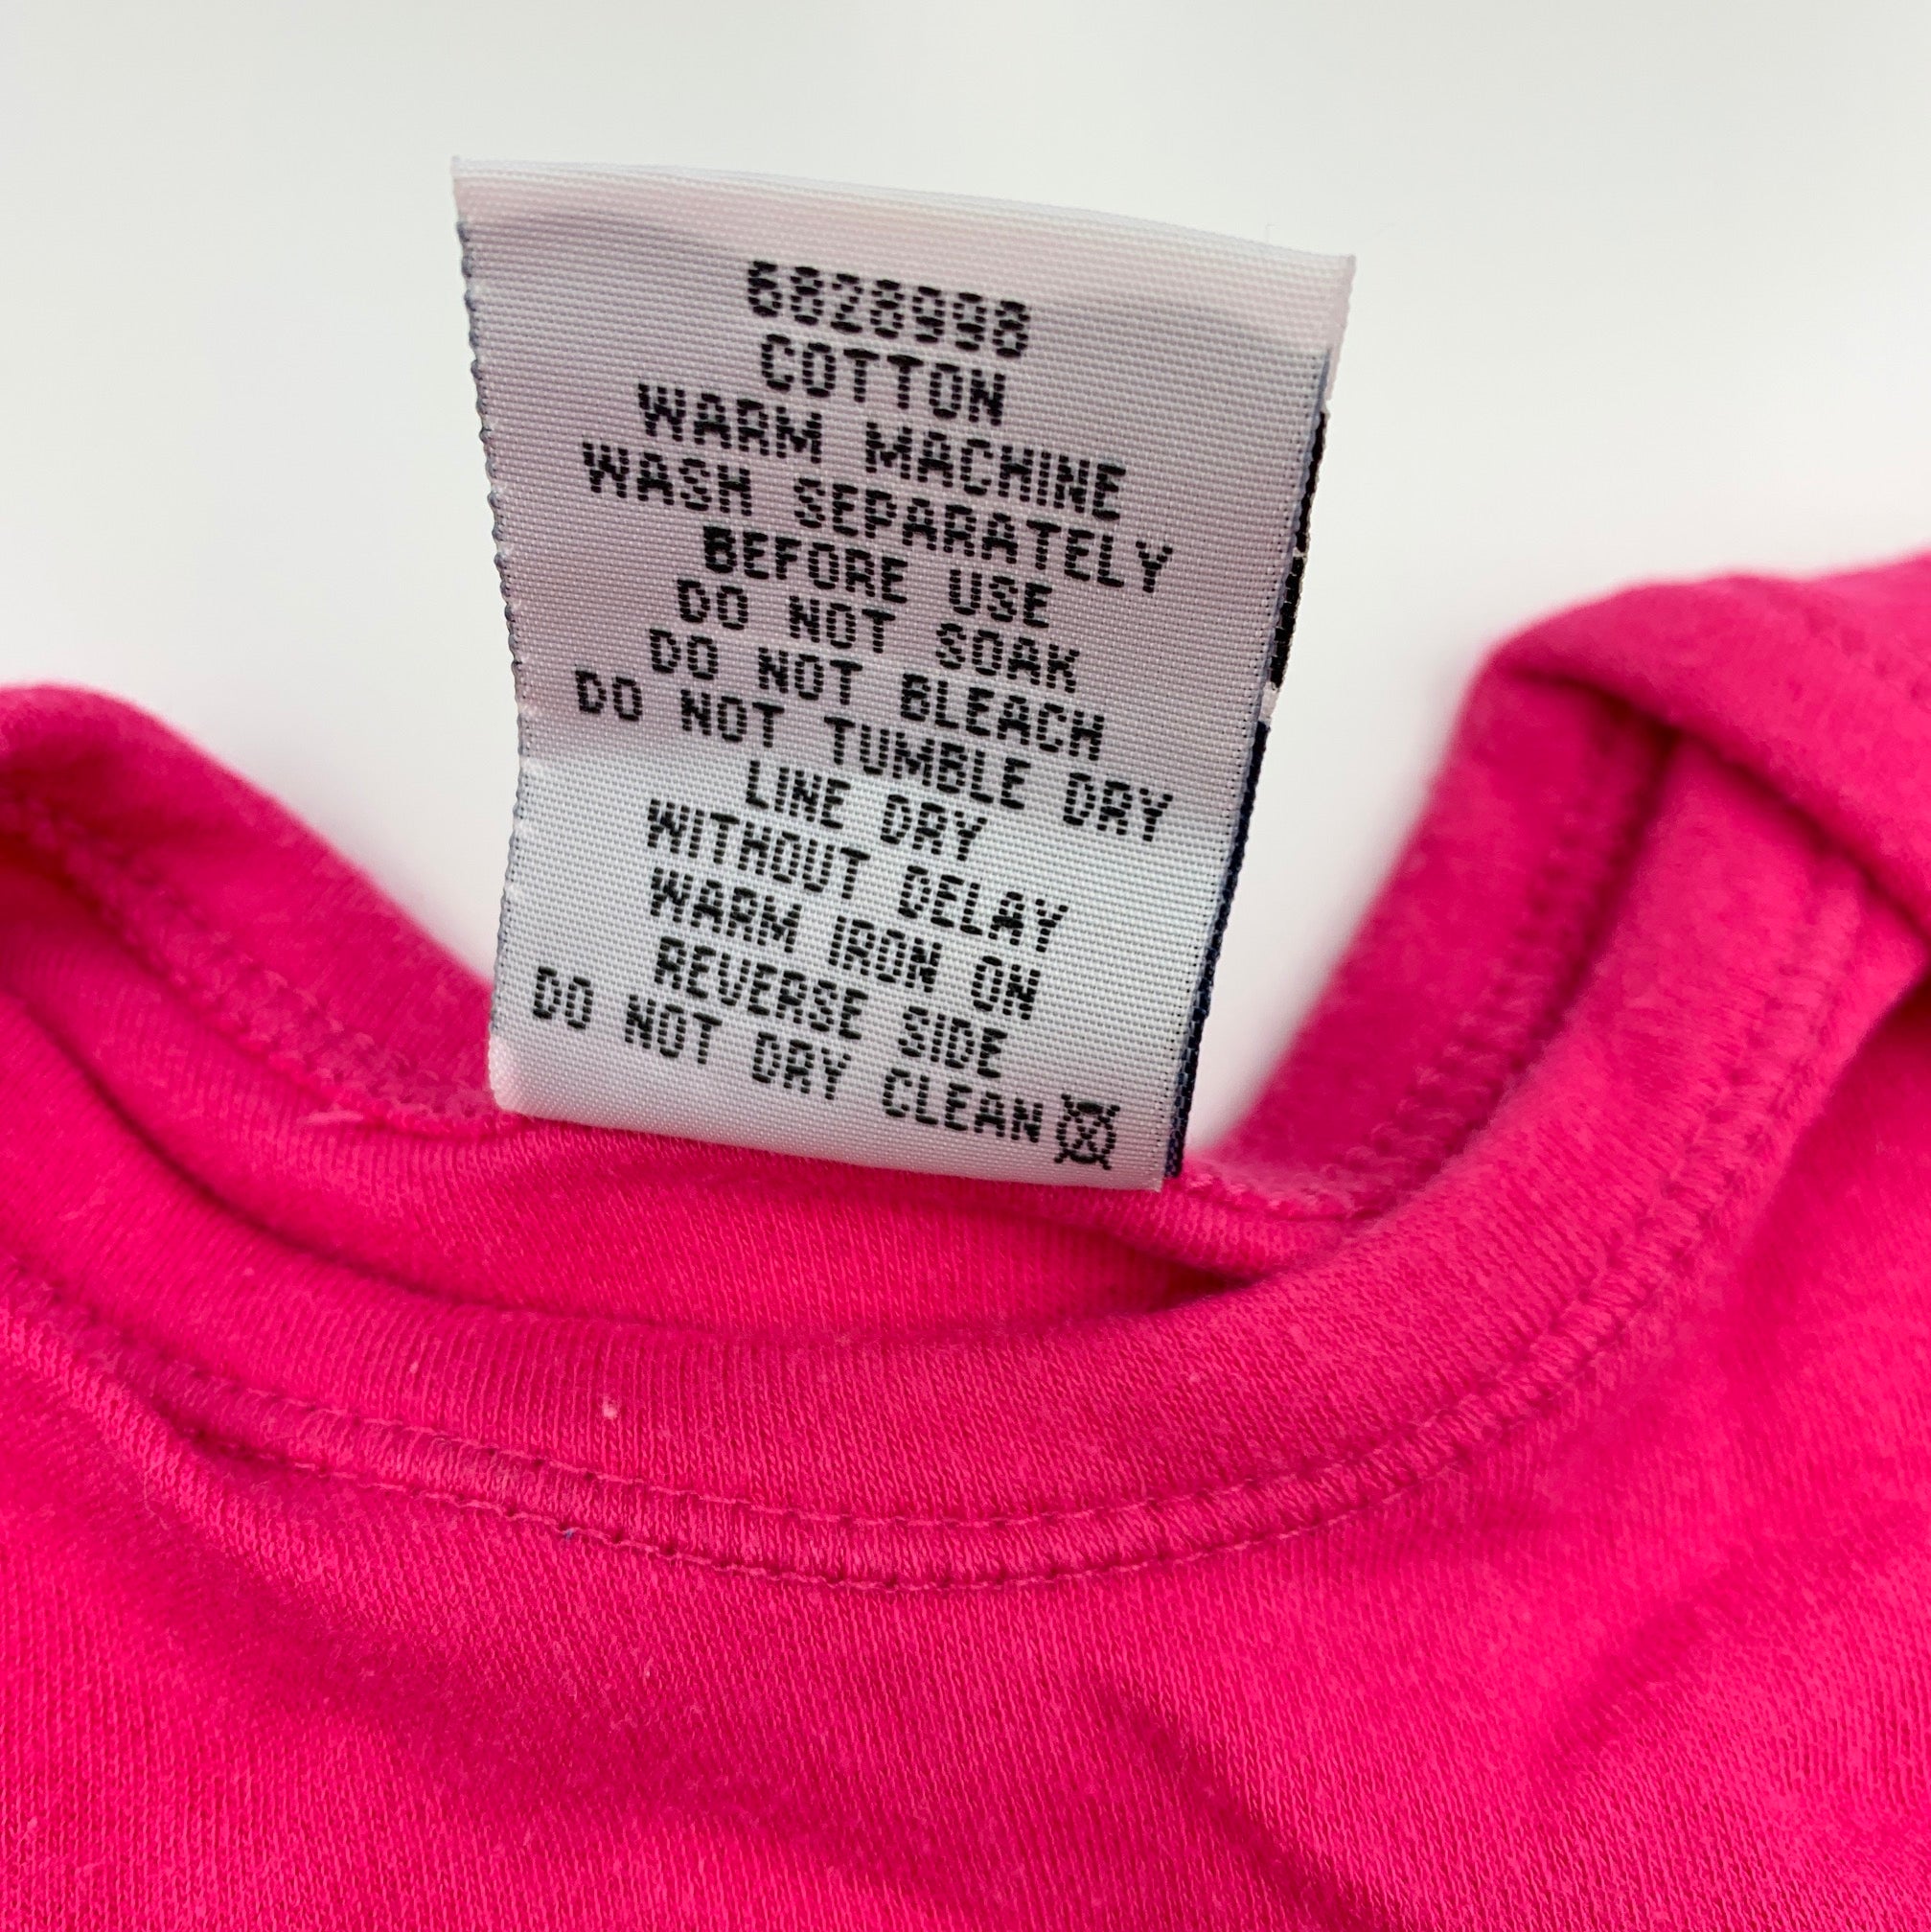 6828998
COTTON
WARM MACHINE
WASH SEPARATELY
BEFORE USE
DO NOT SOAK
DO NOT BLEACH
DO NOT TUMBLE DRY
LINE DRY
WITHOUT DELAY
WARM IRON ON
REVERSE SIDE
DO NOT DRY CLEAN